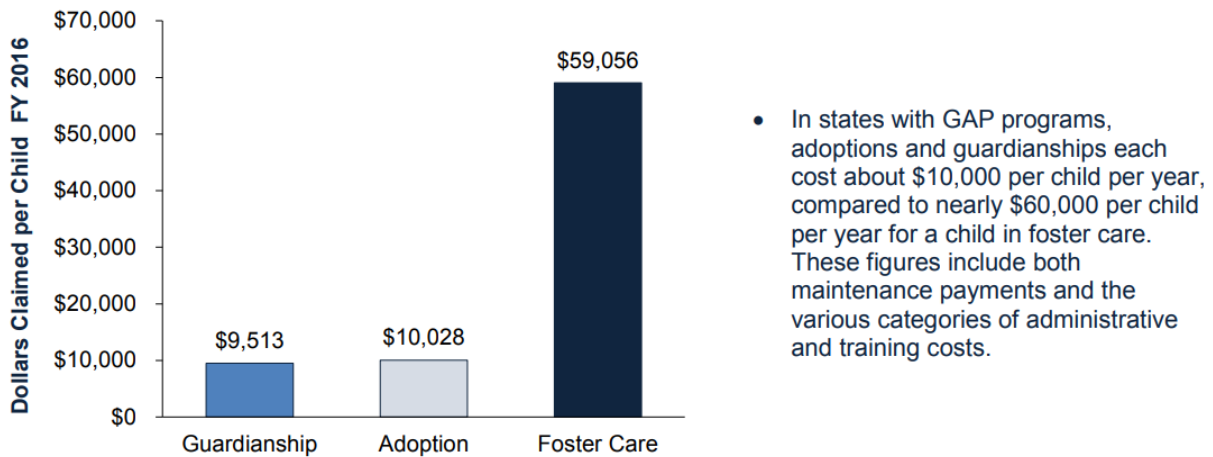 Dollars Claimed per Child  FY 2016
$70,000
$60,000
$50,000
$40,000
$30,000
$20,000
$10,000
$0
$9,513
$10,028
$59,056
Guardianship
Adoption
Foster Care
• In states with GAP programs,
adoptions and guardianships each
cost about $10,000 per child per year,
compared to nearly $60,000 per child
per year for a child in foster care.
These figures include both
maintenance payments and the
various categories of administrative
and training costs.